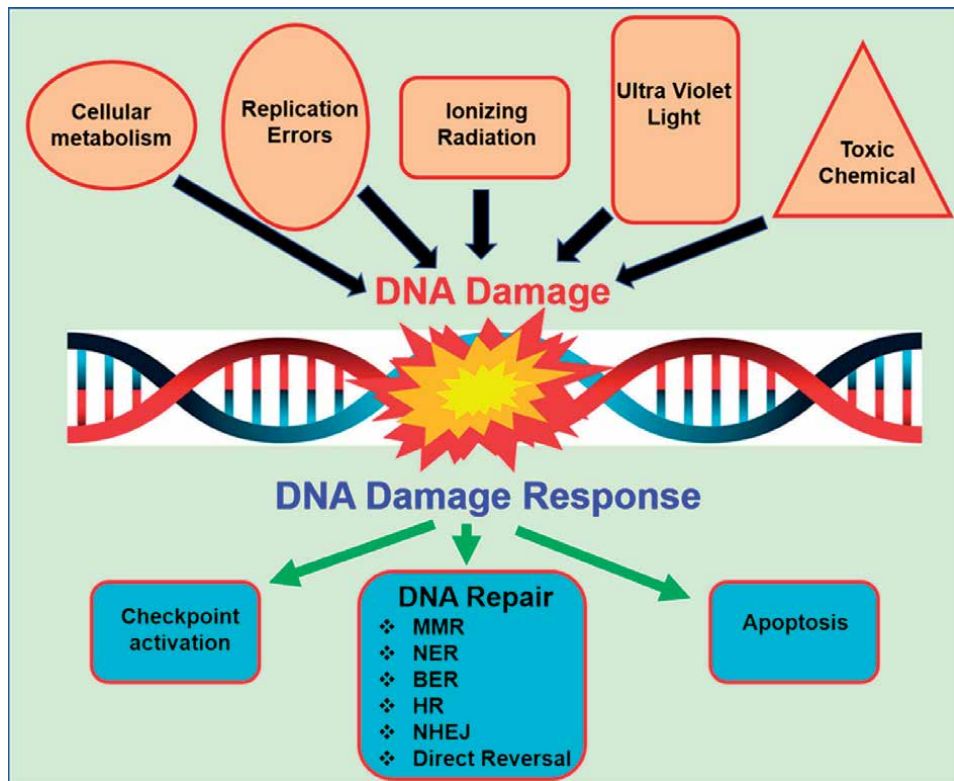 Cellular
metabolism
Replication
Errors
Ionizing
Radiation
Ultra Violet
Light
Toxic
Chemical
DNA Damage
DNA Damage Response
Checkpoint
activation
DNA Repair
❖ MMR
❖ NER
❖ BER
❖ HR
❖ NHEJ
❖ Direct Reversal
Apoptosis